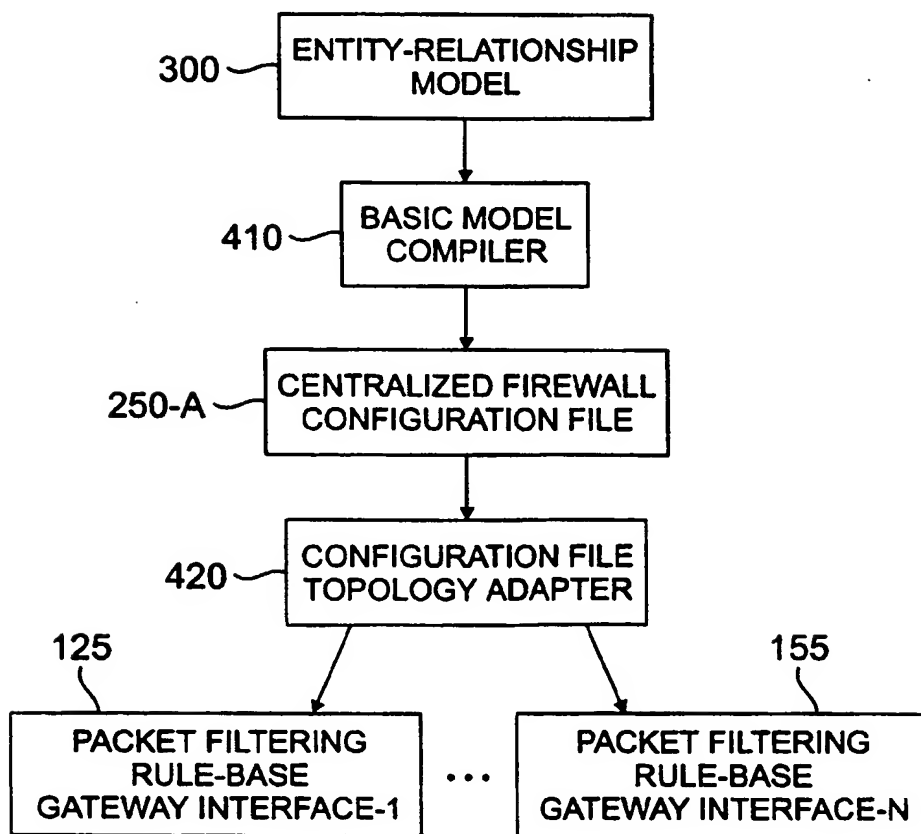 300
ENTITY-RELATIONSHIP
MODEL
410
BASIC MODEL
COMPILER
250-A
CENTRALIZED FIREWALL
CONFIGURATION FILE
420
CONFIGURATION FILE
TOPOLOGY ADAPTER
125
155
PACKET FILTERING
RULE-BASE
GATEWAY INTERFACE-1
...
PACKET FILTERING
RULE-BASE
GATEWAY INTERFACE-N